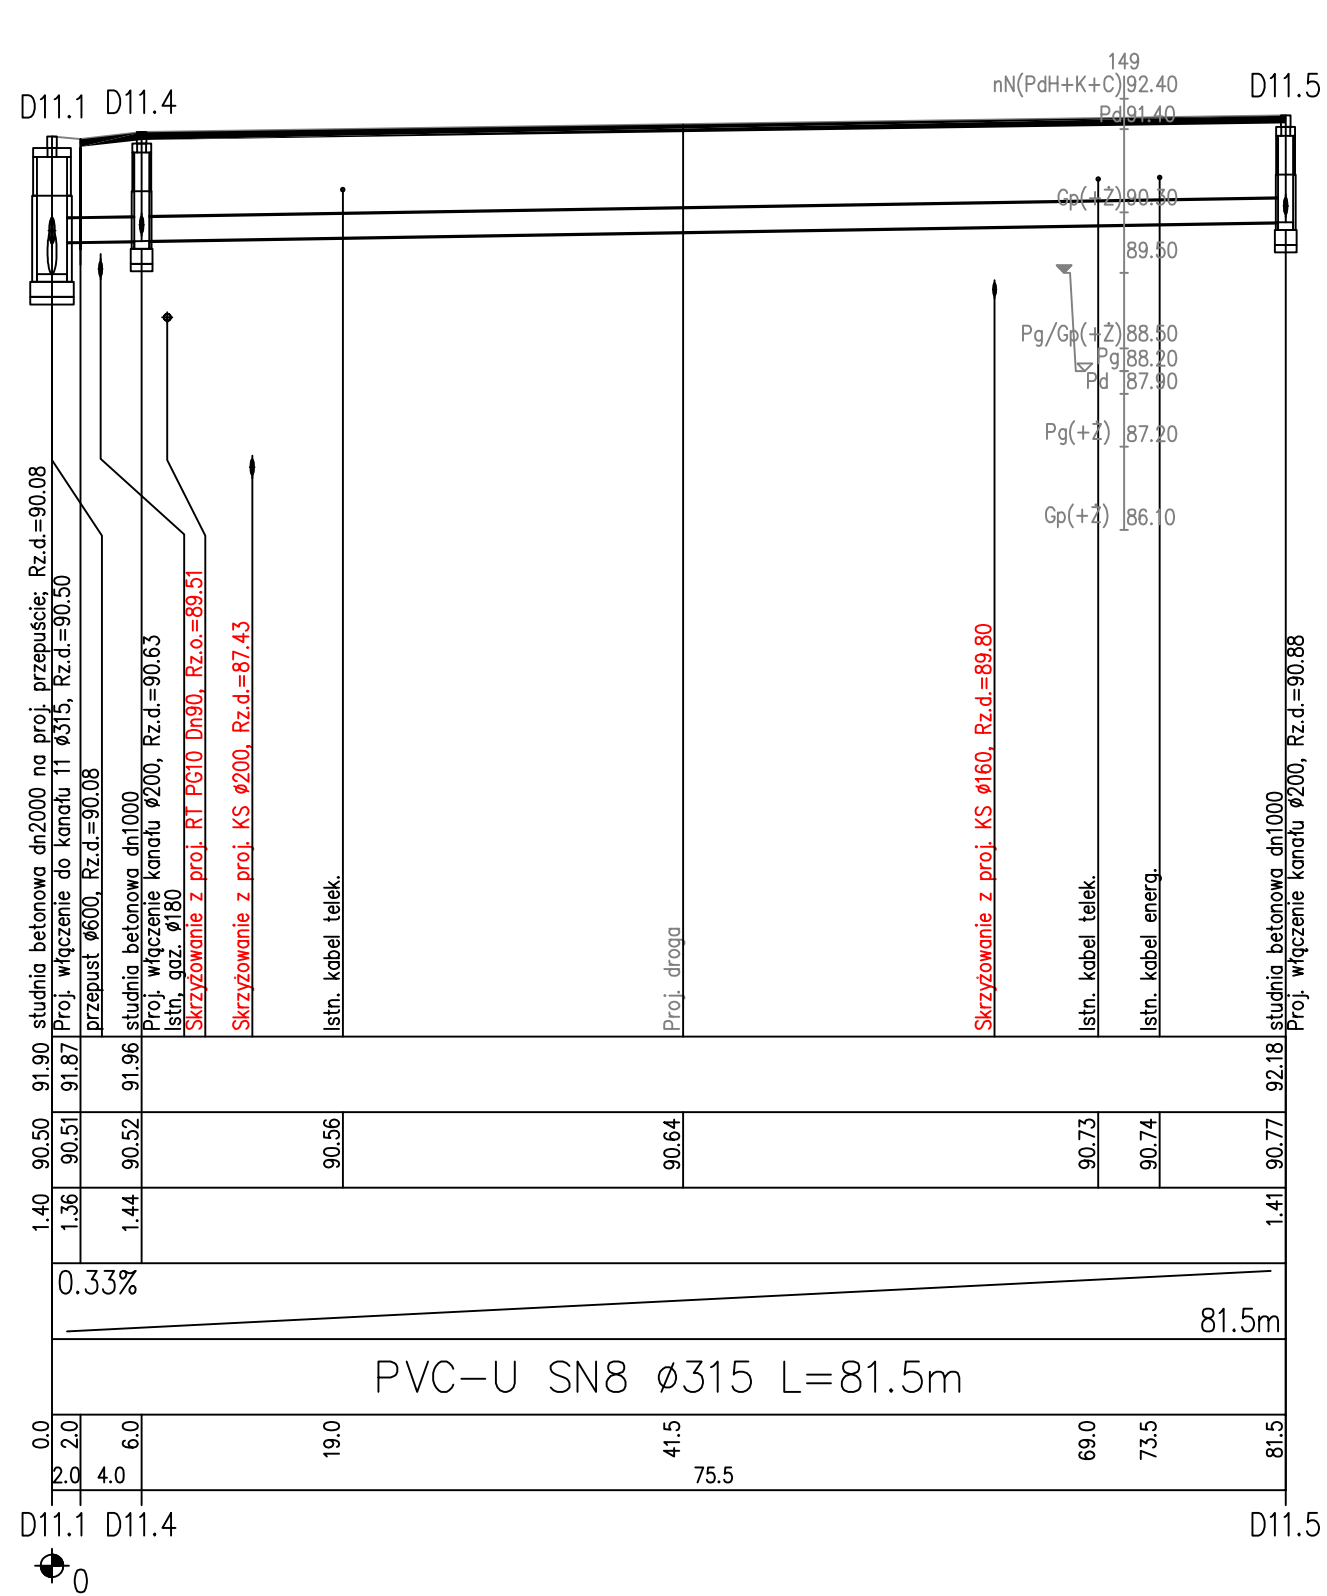 149
nN(PdH+K+C) 92.40
D11.1 D11.4 D11.5
Pd 91.40
Gp(+Ż) 90.30
89.50
Pg/Gp(+Ż) 88.50
Pg 88.20
Pd 87.90
Pg(+Ż) 87.20
Gp(+Ż) 86.10
studnia betonowa dn2000 na proj. przepuście; Rz.d.=90.08
Proj. włączenie do kanału 11 ø315, Rz.d.=90.50
przepust ø600, Rz.d.=90.08
studnia betonowa dn1000
Proj. włączenie kanału ø200, Rz.d.=90.63
Istn, gaz. ø180
Skrzyżowanie z proj. RT PG10 Dn90, Rz.o.=89.51
Skrzyżowanie z proj. KS ø200, Rz.d.=87.43
Istn. kabel telek.
Proj. droga
Skrzyżowanie z proj. KS ø160, Rz.d.=89.80
Istn. kabel telek.
Istn. kabel energ.
studnia betonowa dn1000
Proj. włączenie kanału ø200, Rz.d.=90.88
91.90 91.87 91.96 92.18
90.50 90.51 90.52 90.56 90.64 90.73 90.74 90.77
1.40 1.36 1.44 1.41
0.33%
81.5m
PVC-U SN8 ø315 L=81.5m
0.0 2.0 6.0 19.0 41.5 69.0 73.5 81.5
2.0 4.0 75.5
D11.1 D11.4 D11.5
0